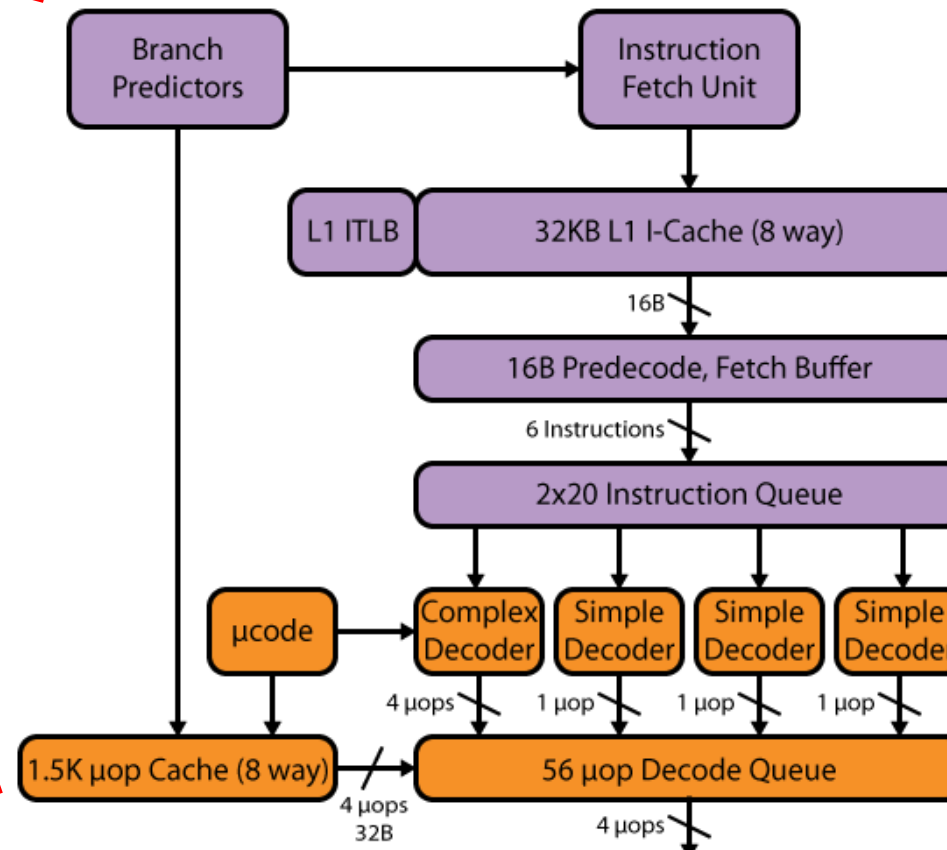 Branch
Predictors
Instruction
Fetch Unit
L1 ITLB
32KB L1 I-Cache (8 way)
16B
16B Predecode, Fetch Buffer
6 Instructions
2x20 Instruction Queue
μcode
Complex
Decoder
Simple
Decoder
Simple
Decoder
Simple
Decoder
4 μops
1 μop
1 μop
1 μop
1.5K μop Cache (8 way)
4 μops
32B
56 μop Decode Queue
4 μops